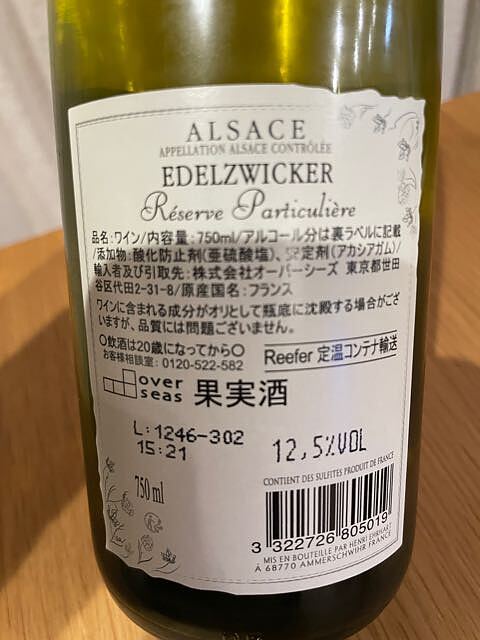 ALSACE
APPELLATION ALSACE CONTRÔLÉE
EDELZWICKER
Réserve Particulière
品名:ワイン/内容量:750ml/アルコール分は裏ラベルに記載
/添加物:酸化防止剤(亜硫酸塩)、安定剤(アカシアガム)/
輸入者及び引取先:株式会社オーバーシーズ 東京都世田
谷区代田2-31-8/原産国名:フランス
ワインに含まれる成分がオリとして瓶底に沈殿する場合がござ
いますが、品質には問題ございません。
〇飲酒は20歳になってから〇
お客様相談室:0120-522-582
Reefer 定温コンテナ輸送
over
seas 果実酒
L:1246-302
15:21
12,5%VOL
CONTIENT DES SULFITES PRODUIT DE FRANCE
750 ml
3 322726 805019
MIS EN BOUTEILLE PAR HENRI EHRHART
À 68770 AMMERSCHWIHR FRANCE